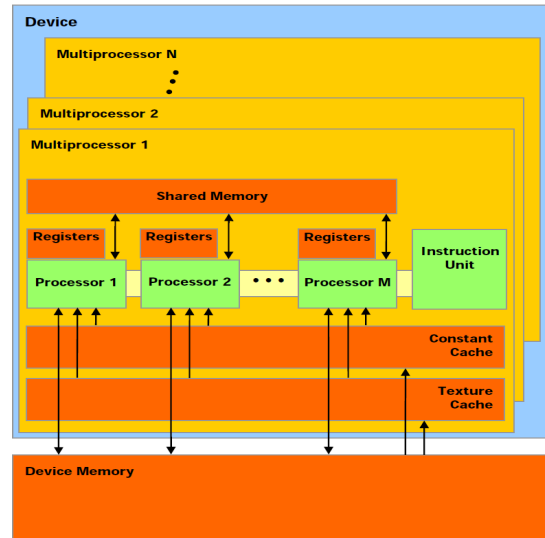 Device
Multiprocessor N
Multiprocessor 2
Multiprocessor 1
Shared Memory
Registers
Registers
Registers
Instruction
Unit
Processor 1
Processor 2
Processor M
Constant
Cache
Texture
Cache
Device Memory